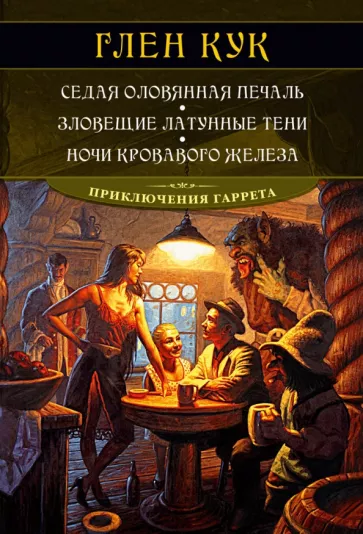 ГЛЕН КУК
СЕДАЯ ОЛОВЯННАЯ ПЕЧАЛЬ
•
ЗЛОВЕЩИЕ ЛАТУННЫЕ ТЕНИ
•
НОЧИ КРОВАВОГО ЖЕЛЕЗА
ПРИКЛЮЧЕНИЯ ГАРРЕТА